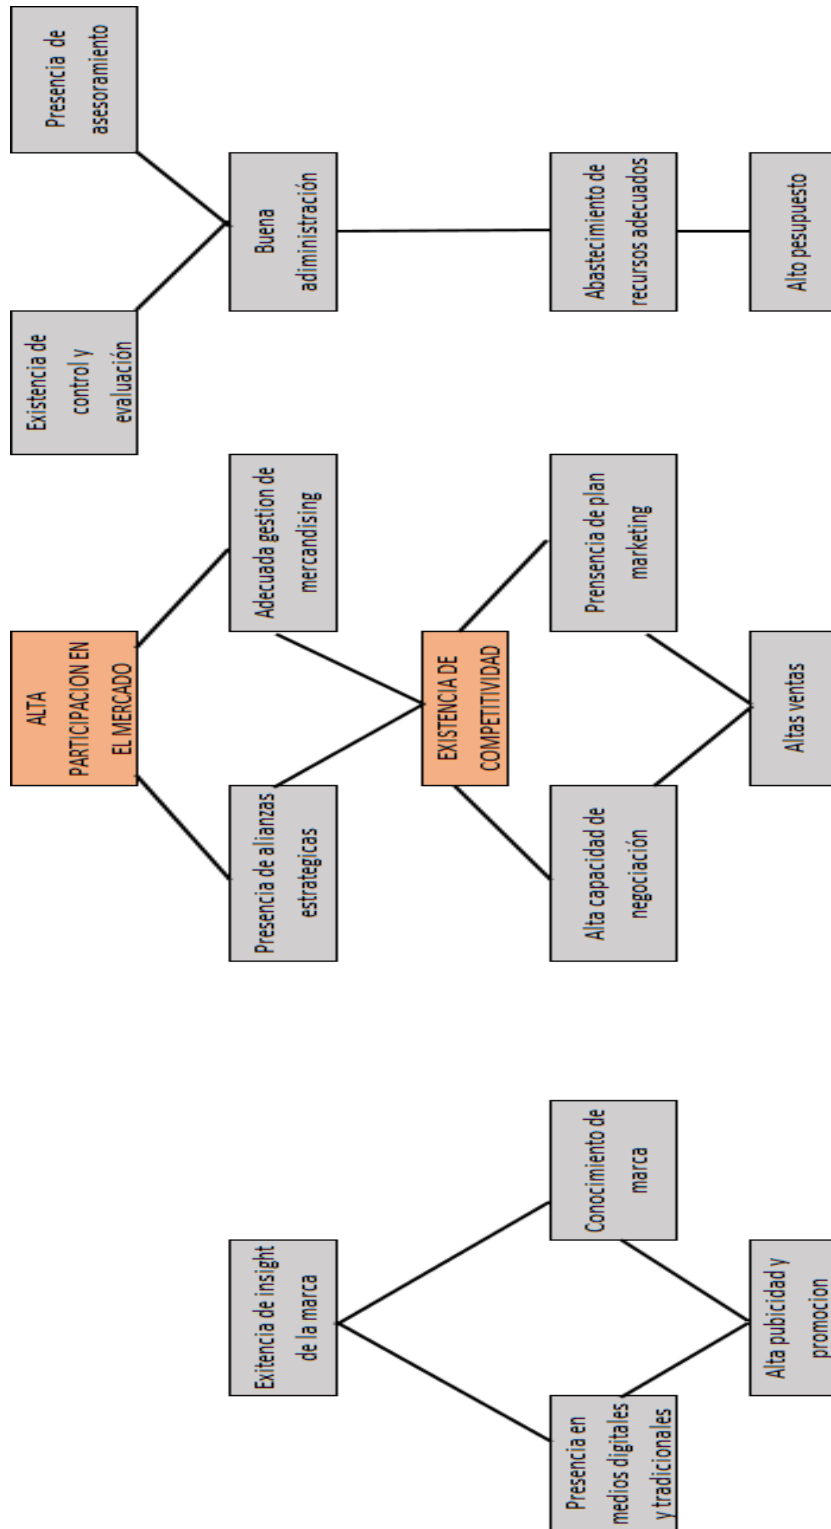 ALTA
PARTICIPACION EN
EL MERCADO
Existencia de
control y
evaluación
Presencia de
asesoramiento
Exitencia de insight
de la marca
Presencia de alianzas
estrategicas
Adecuada gestion de
mercandising
Buena
adiministración
EXISTENCIA DE
COMPETITIVIDAD
Presencia en
medios digitales
y tradicionales
Conocimiento de
marca
Alta capacidad de
negociación
Prensencia de plan
marketing
Abastecimiento de
recursos adecuados
Alta pubicidad y
promocion
Altas ventas
Alto pesupuesto